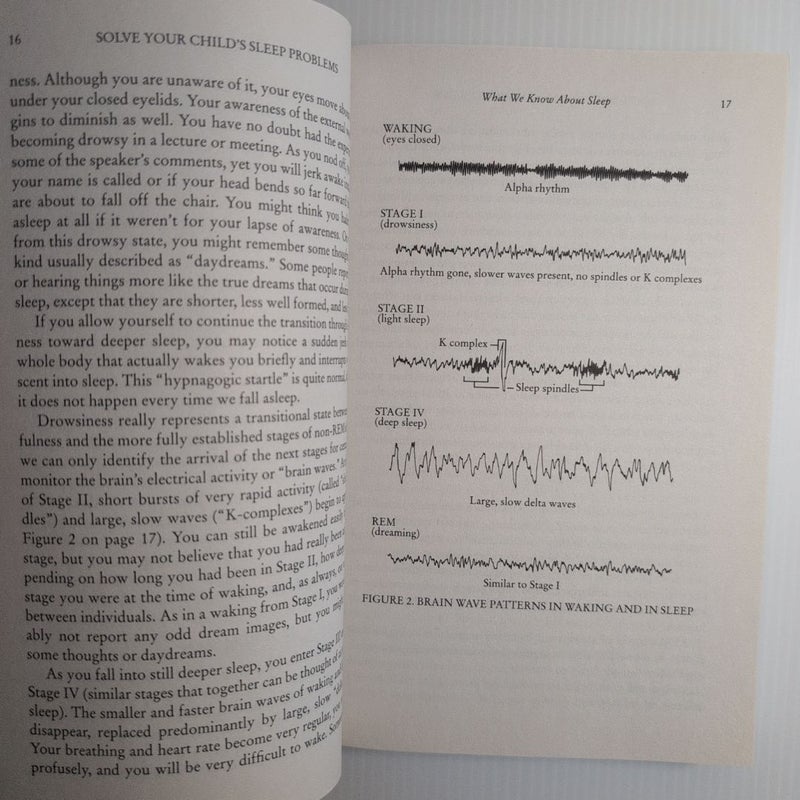 16
SOLVE YOUR CHILD'S SLEEP PROBLEMS
ness. Although you are unaware of it, your eyes move
under your closed eyelids. Your awareness of the external
gins to diminish as well. You have no doubt had the
becoming drowsy in a lecture or meeting. As you nod off,
some of the speaker's comments, yet you will jerk awake
your name is called or if your head bends so far forward
are about to fall off the chair. You might think you
asleep at all if it weren't for your lapse of awareness.
from this drowsy state, you might remember some
kind usually described as "daydreams." Some people
or hearing things more like the true dreams that occur
sleep, except that they are shorter, less well formed, and
If you allow yourself to continue the transition
ness toward deeper sleep, you may notice a sudden
whole body that actually wakes you briefly and
scent into sleep. This "hypnagogic startle" is quite normal,
it does not happen every time we fall asleep.
Drowsiness really represents a transitional state
fulness and the more fully established stages of
we can only identify the arrival of the next stages
monitor the brain's electrical activity or "brain waves."
of Stage II, short bursts of very rapid activity (called
dles") and large, slow waves ("K-complexes") begin to
Figure 2 on page 17). You can still be awakened easily
stage, but you may not believe that you had really been
pending on how long you had been in Stage II, how
stage you were at the time of waking, and, as always,
between individuals. As in a waking from Stage I, you
ably not report any odd dream images, but you
some thoughts or daydreams.
As you fall into still deeper sleep, you enter Stage III
Stage IV (similar stages that together can be thought of
sleep). The smaller and faster brain waves of waking
disappear, replaced predominantly by large, slow
Your breathing and heart rate become very regular,
profusely, and you will be very difficult to wake.
What We Know About Sleep
17
WAKING
(eyes closed)
Alpha rhythm
STAGE I
(drowsiness)
Alpha rhythm gone, slower waves present, no spindles or K complexes
STAGE II
(light sleep)
K complex
Sleep spindles
STAGE IV
(deep sleep)
Large, slow delta waves
REM
(dreaming)
Similar to Stage I
FIGURE 2. BRAIN WAVE PATTERNS IN WAKING AND IN SLEEP